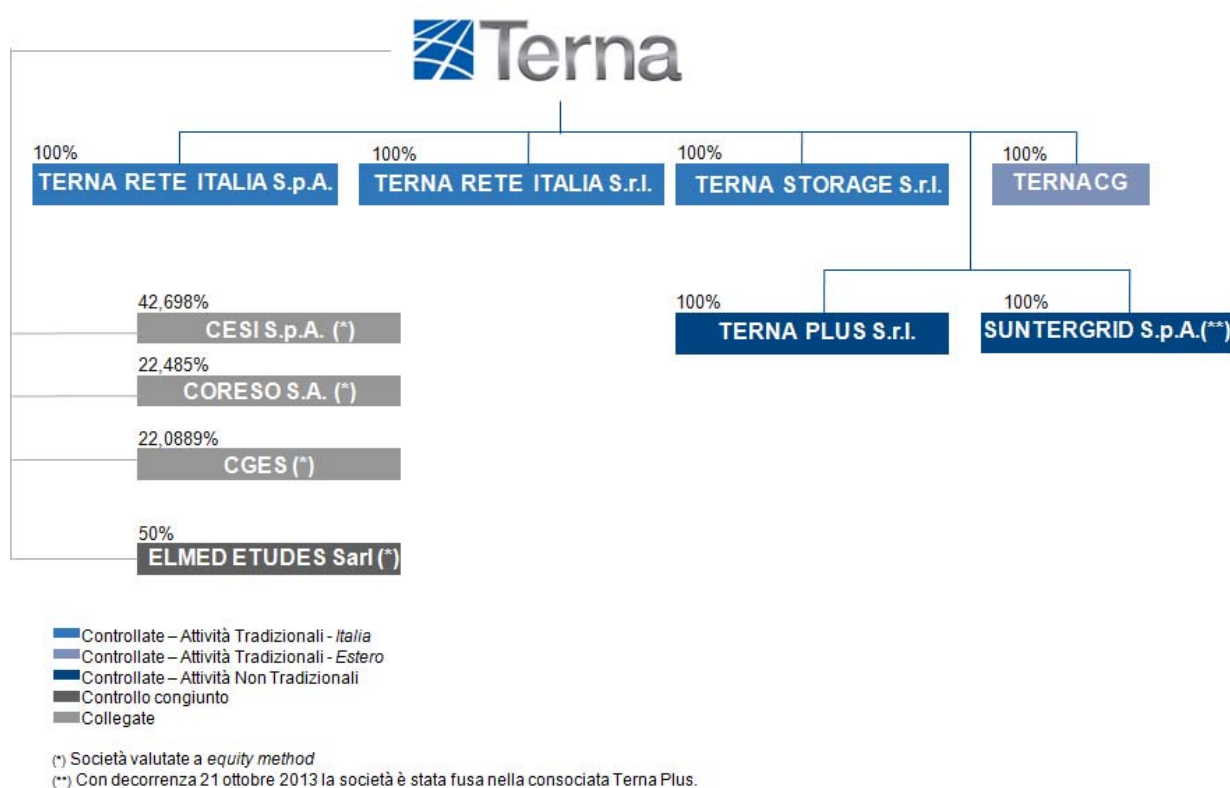 Terna
100%
TERNA RETE ITALIA S.p.A.
100%
TERNA RETE ITALIA S.r.l.
100%
TERNA STORAGE S.r.l.
100%
TERNACG
42,698%
CESI S.p.A. (*)
22,485%
CORESO S.A. (*)
22,0889%
CGES (*)
50%
ELMED ETUDES Sarl (*)
100%
TERNA PLUS S.r.l.
100%
SUNTERGRID S.p.A.(**)
Controllate – Attività Tradizionali - Italia
Controllate – Attività Tradizionali - Estero
Controllate – Attività Non Tradizionali
Controllo congiunto
Collegate
(*) Società valutate a equity method
(**) Con decorrenza 21 ottobre 2013 la società è stata fusa nella consociata Terna Plus.